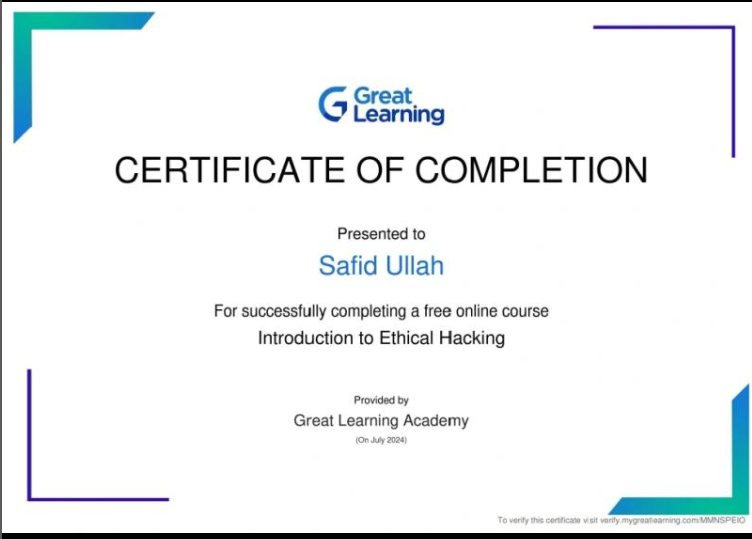 Great
Learning
CERTIFICATE OF COMPLETION
Presented to
Safid Ullah
For successfully completing a free online course
Introduction to Ethical Hacking
Provided by
Great Learning Academy
(On July 2024)
To verify this certificate visit verify.mygreatlearning.com/MMNSPEIO